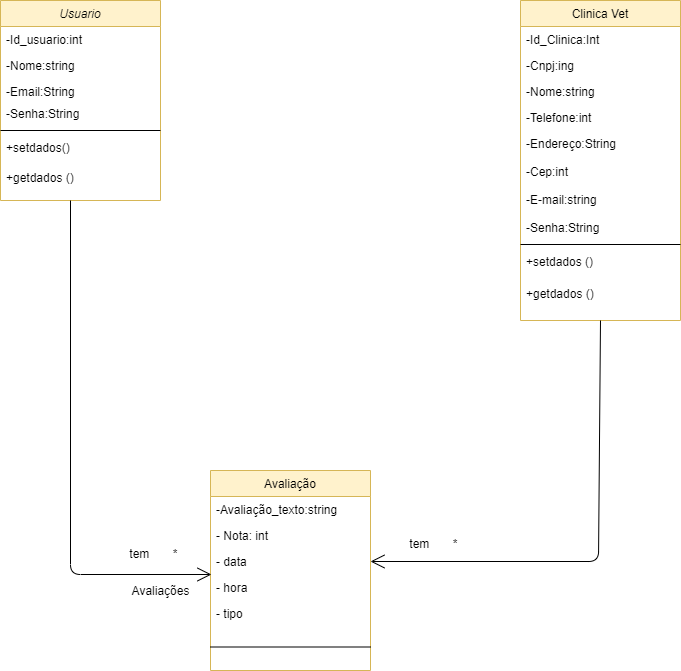 Usuario
-Id_usuario:int
-Nome:string
-Email:String
-Senha:String
+setdados()
+getdados ()
Clinica Vet
-Id_Clinica:Int
-Cnpj:ing
-Nome:string
-Telefone:int
-Endereço:String
-Cep:int
-E-mail:string
-Senha:String
+setdados ()
+getdados ()
tem *
Avaliações
Avaliação
-Avaliação_texto:string
- Nota: int
- data
- hora
- tipo
tem *